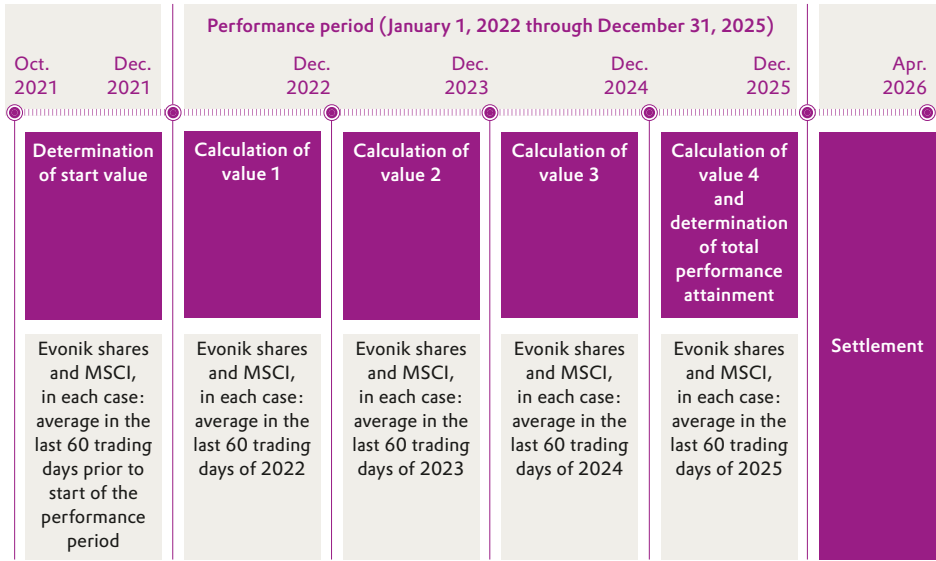 Performance period (January 1, 2022 through December 31, 2025)
Oct.
2021
Dec.
2021
Dec.
2022
Dec.
2023
Dec.
2024
Dec.
2025
Apr.
2026
Determination
of start value
Calculation of
value 1
Calculation of
value 2
Calculation of
value 3
Calculation of
value 4
and
determination
of total
performance
attainment
Settlement
Evonik shares
and MSCI,
in each case:
average in the
last 60 trading
days prior to
start of the
performance
period
Evonik shares
and MSCI,
in each case:
average in the
last 60 trading
days of 2022
Evonik shares
and MSCI,
in each case:
average in the
last 60 trading
days of 2023
Evonik shares
and MSCI,
in each case:
average in the
last 60 trading
days of 2024
Evonik shares
and MSCI,
in each case:
average in the
last 60 trading
days of 2025